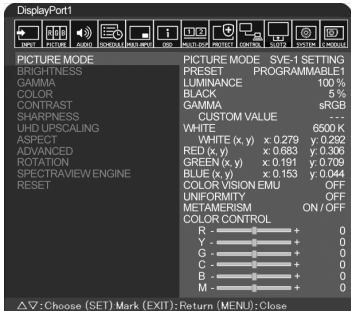 DisplayPort1
INPUT PICTURE AUDIO SCHEDULE MULTI-INPUT OSD MULTI-DSP PROTECT CONTROL SLOT2 SYSTEM C MODULE
R G B
i
1 2
PICTURE MODE PICTURE MODE SVE-1 SETTING
BRIGHTNESS PRESET PROGRAMMABLE1
GAMMA LUMINANCE 100 %
COLOR BLACK 5 %
CONTRAST GAMMA sRGB
SHARPNESS CUSTOM VALUE ---
UHD UPSCALING WHITE 6500 K
ASPECT WHITE (x, y) x: 0.279 y: 0.292
ADVANCED RED (x, y) x: 0.683 y: 0.306
ROTATION GREEN (x, y) x: 0.191 y: 0.709
SPECTRAVIEW ENGINE BLUE (x, y) x: 0.153 y: 0.044
RESET COLOR VISION EMU OFF
UNIFORMITY OFF
METAMERISM ON / OFF
COLOR CONTROL
R - + 0
Y - + 0
G - + 0
C - + 0
B - + 0
M - + 0
△▽:Choose (SET):Mark (EXIT):Return (MENU):Close